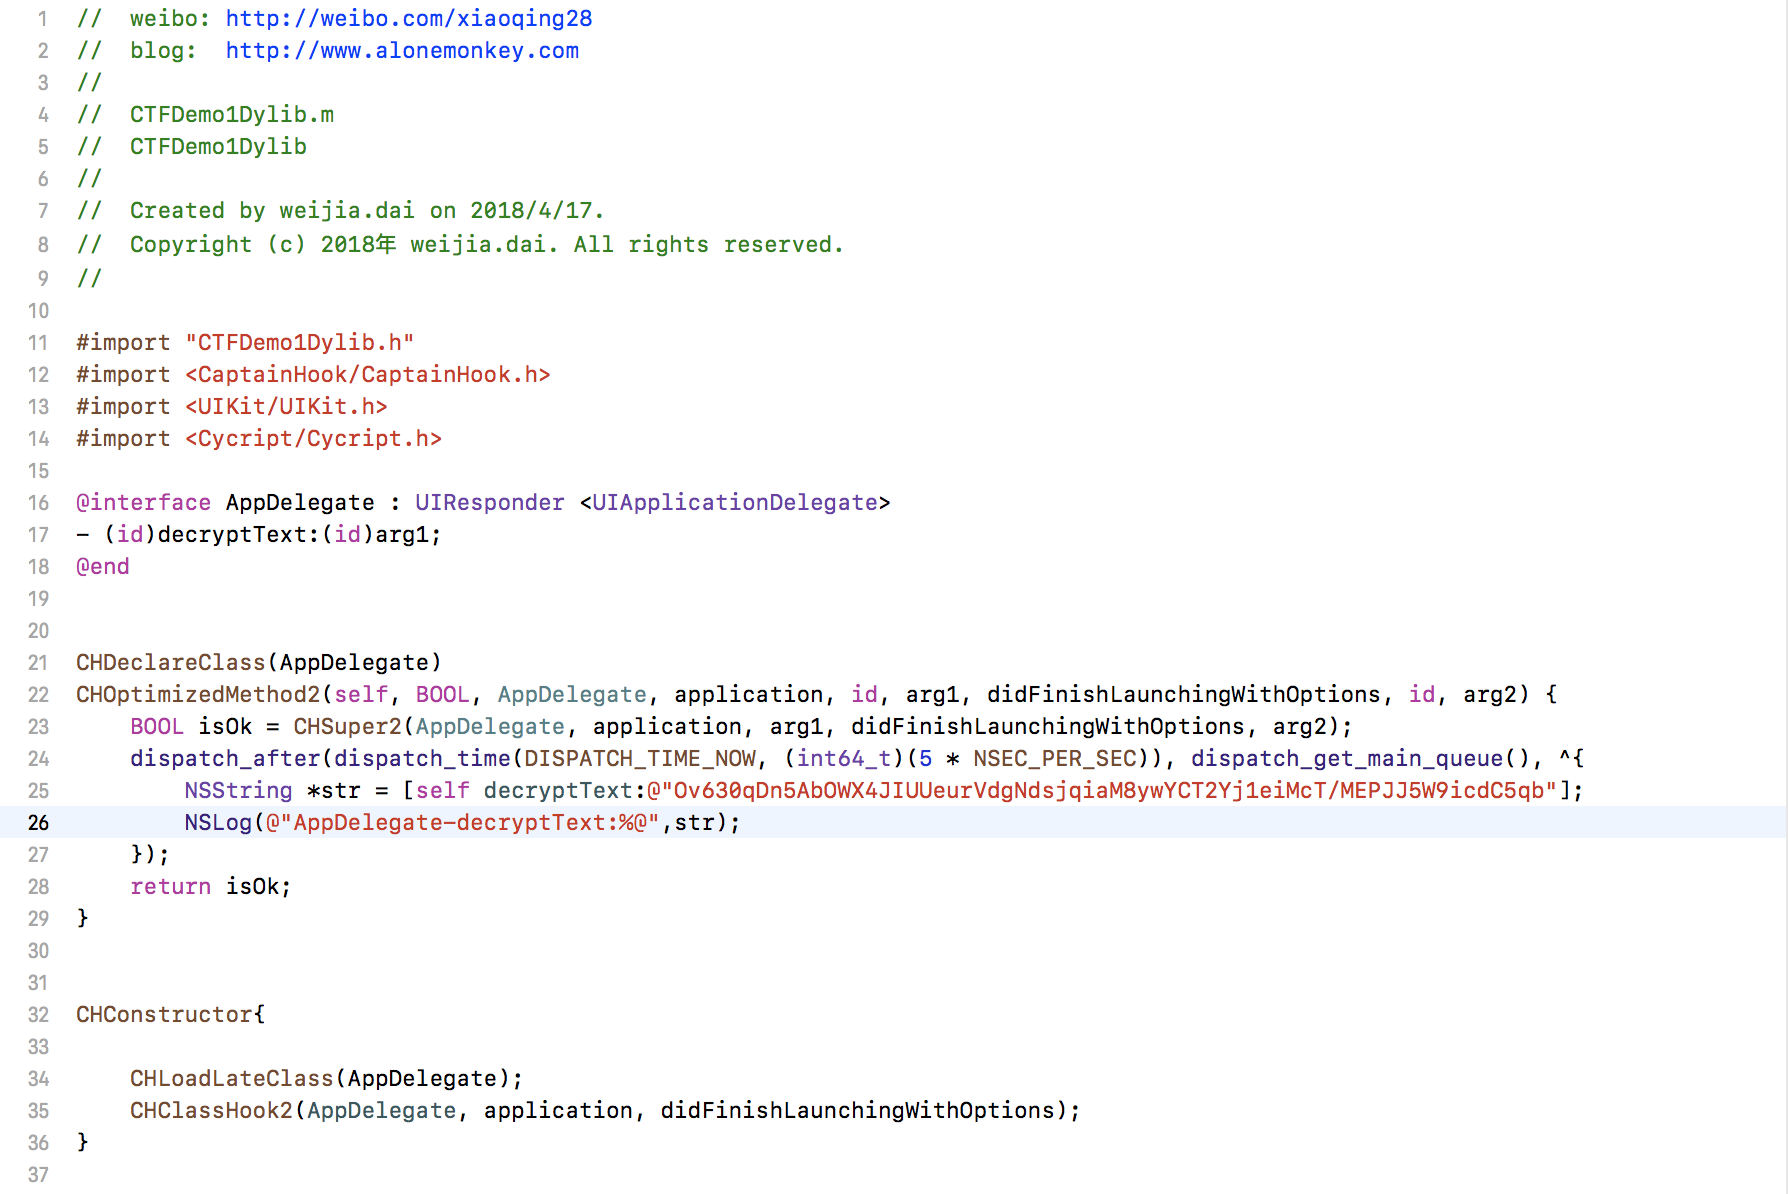 1 //  weibo: http://weibo.com/xiaoqing28
2 //  blog:  http://www.alonemonkey.com
3 //
4 //  CTFDemo1Dylib.m
5 //  CTFDemo1Dylib
6 //
7 //  Created by weijia.dai on 2018/4/17.
8 //  Copyright (c) 2018年 weijia.dai. All rights reserved.
9 //
10
11 #import "CTFDemo1Dylib.h"
12 #import <CaptainHook/CaptainHook.h>
13 #import <UIKit/UIKit.h>
14 #import <Cycript/Cycript.h>
15
16 @interface AppDelegate : UIResponder <UIApplicationDelegate>
17 - (id)decryptText:(id)arg1;
18 @end
19
20
21 CHDeclareClass(AppDelegate)
22 CHOptimizedMethod2(self, BOOL, AppDelegate, application, id, arg1, didFinishLaunchingWithOptions, id, arg2) {
23     BOOL isOk = CHSuper2(AppDelegate, application, arg1, didFinishLaunchingWithOptions, arg2);
24     dispatch_after(dispatch_time(DISPATCH_TIME_NOW, (int64_t)(5 * NSEC_PER_SEC)), dispatch_get_main_queue(), ^{
25         NSString *str = [self decryptText:@"Ov630qDn5AbOWX4JIUUeurVdgNdsjqiaM8ywYCT2Yj1eiMcT/MEPJJ5W9icdC5qb"];
26         NSLog(@"AppDelegate-decryptText:%@",str);
27     });
28     return isOk;
29 }
30
31
32 CHConstructor{
33
34     CHLoadLateClass(AppDelegate);
35     CHClassHook2(AppDelegate, application, didFinishLaunchingWithOptions);
36 }
37